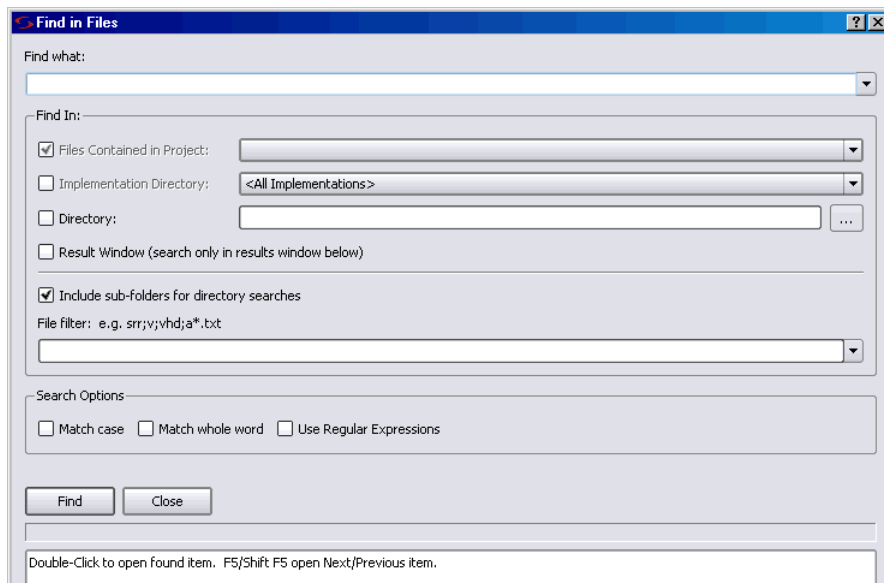 Find in Files
Find what:
Find In:
Files Contained in Project:
Implementation Directory: <All Implementations>
Directory: ...
Result Window (search only in results window below)
Include sub-folders for directory searches
File filter: e.g. srr;v;vhd;a*.txt
Search Options
Match case Match whole word Use Regular Expressions
Find Close
Double-Click to open found item. F5/Shift F5 open Next/Previous item.